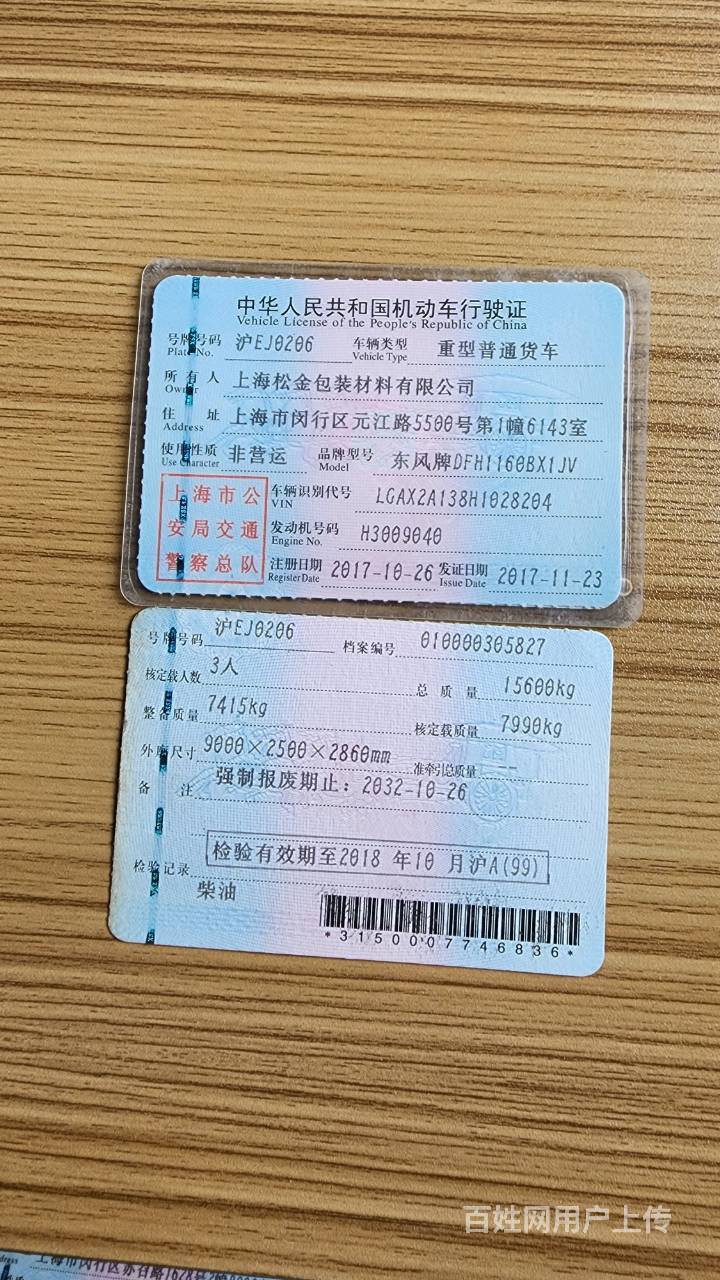 中华人民共和国机动车行驶证
Vehicle License of the People's Republic of China
号牌号码 沪EJ0206 车辆类型 重型普通货车
Plate No. Vehicle Type
所有人 上海松金包装材料有限公司
Owner
住址 上海市闵行区元江路5500号第1幢6143室
Address
使用性质 非营运 品牌型号 东风牌DFH1160BX1JV
Use Character Model
上海市公 车辆识别代号 LGAX2A138H1028204
VIN
安局交通 发动机号码 H3009040
Engine No.
警察总队 注册日期 2017-10-26 发证日期 2017-11-23
Register Date Issue Date
号牌号码 沪EJ0206 档案编号 010000305827
核定载人数 3人 总质量 15600kg
整备质量 7415kg 核定载质量 7990kg
外廓尺寸 9000×2500×2860mm 准牵引总质量 --
备注 强制报废期止：2032-10-26
检验有效期至2018 年10 月沪A(99)
检验记录
柴油
*3150007746836*
百姓网用户上传